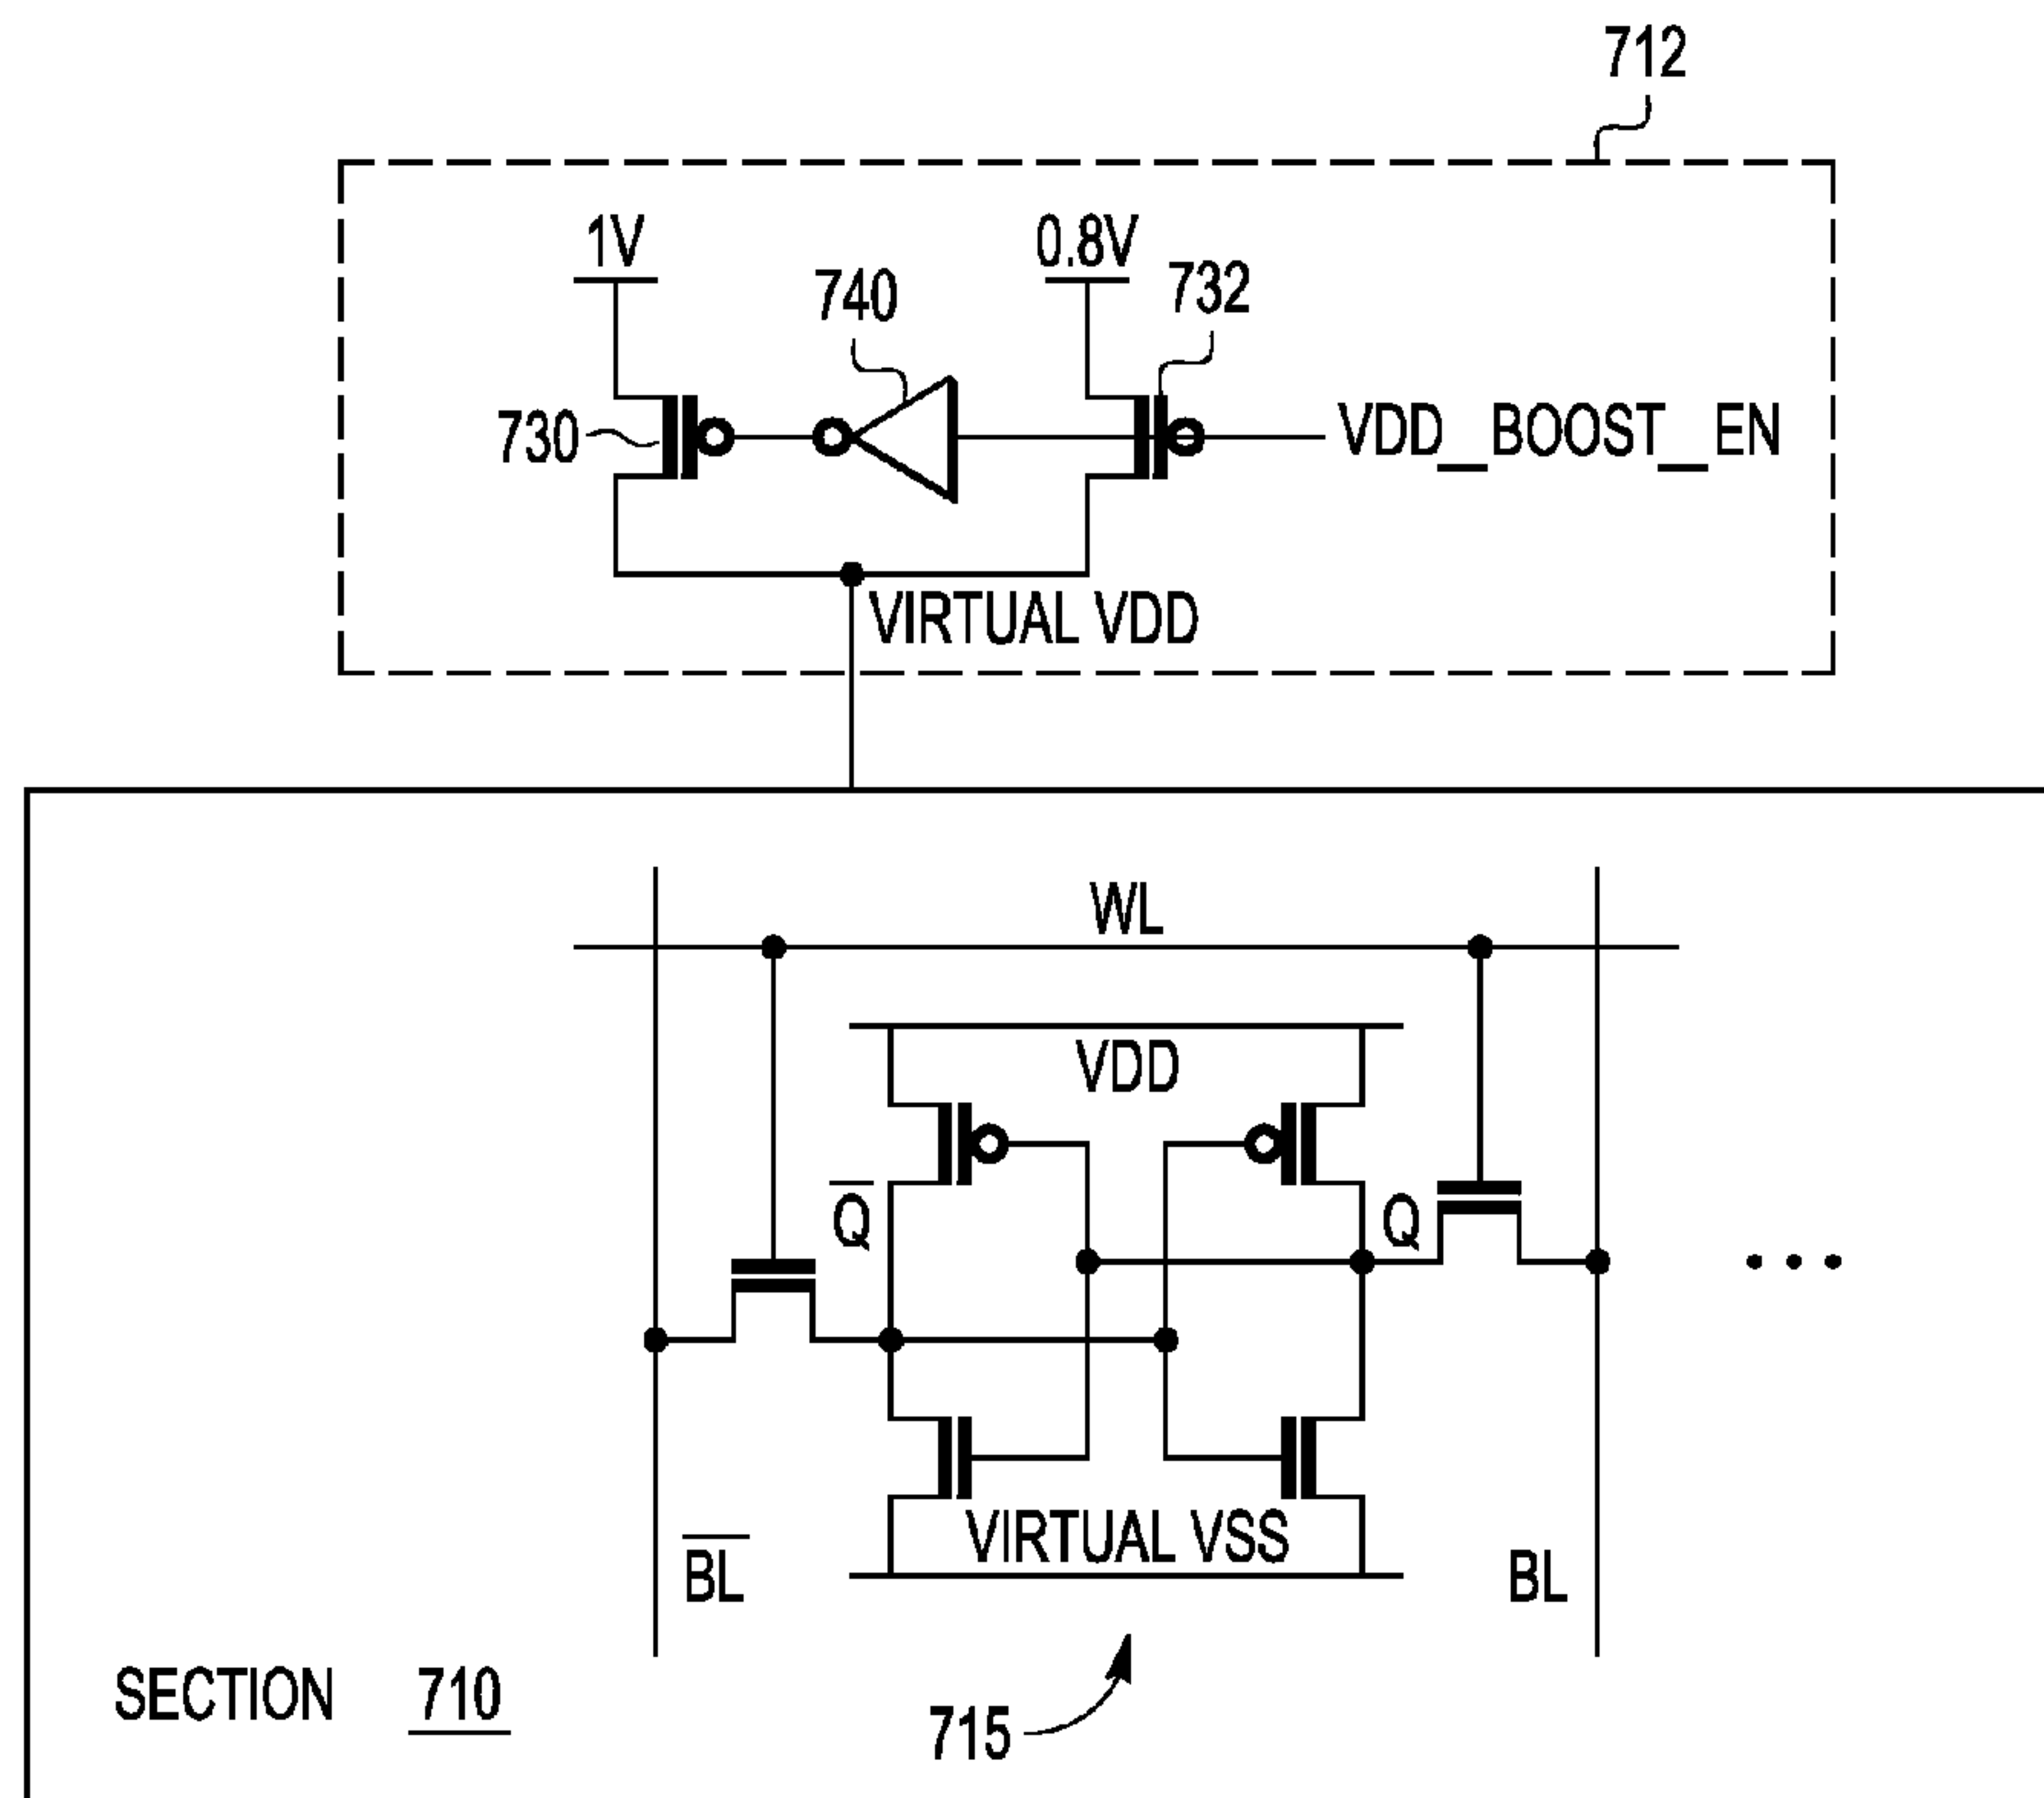 712
1V
0.8V
740
732
730
VDD_BOOST_EN
VIRTUAL VDD
WL
VDD
Q
Q
VIRTUAL VSS
BL
BL
SECTION 710
715